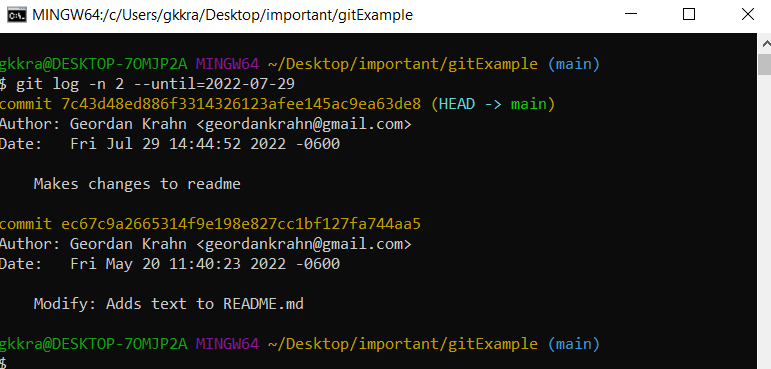 MINGW64:/c/Users/gkkra/Desktop/important/gitExample
gkkra@DESKTOP-7OMJP2A MINGW64 ~/Desktop/important/gitExample (main)
$ git log -n 2 --until=2022-07-29
commit 7c43d48ed886f3314326123afee145ac9ea63de8 (HEAD -> main)
Author: Geordan Krahn <geordankrahn@gmail.com>
Date:   Fri Jul 29 14:44:52 2022 -0600
    Makes changes to readme
commit ec67c9a2665314f9e198e827cc1bf127fa744aa5
Author: Geordan Krahn <geordankrahn@gmail.com>
Date:   Fri May 20 11:40:23 2022 -0600
    Modify: Adds text to README.md
gkkra@DESKTOP-7OMJP2A MINGW64 ~/Desktop/important/gitExample (main)
$